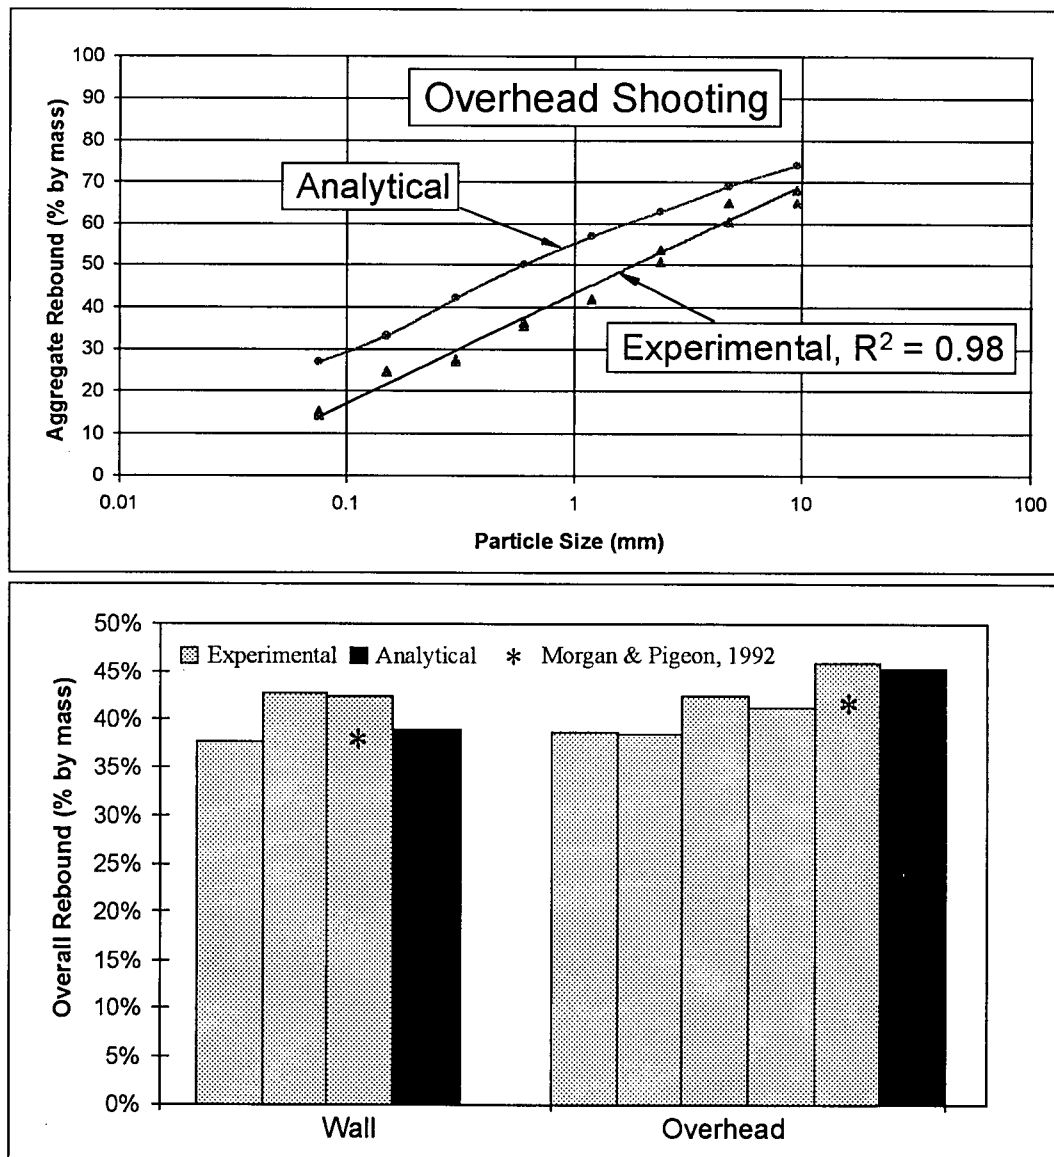 100
90
80
70
60
50
40
30
20
10
0
Aggregate Rebound (% by mass)
Overhead Shooting
Analytical
Experimental, R² = 0.98
0.01 0.1 1 10 100
Particle Size (mm)
50%
45%
40%
35%
30%
25%
20%
15%
10%
5%
0%
Overall Rebound (% by mass)
Experimental Analytical * Morgan & Pigeon, 1992
*
*
Wall Overhead